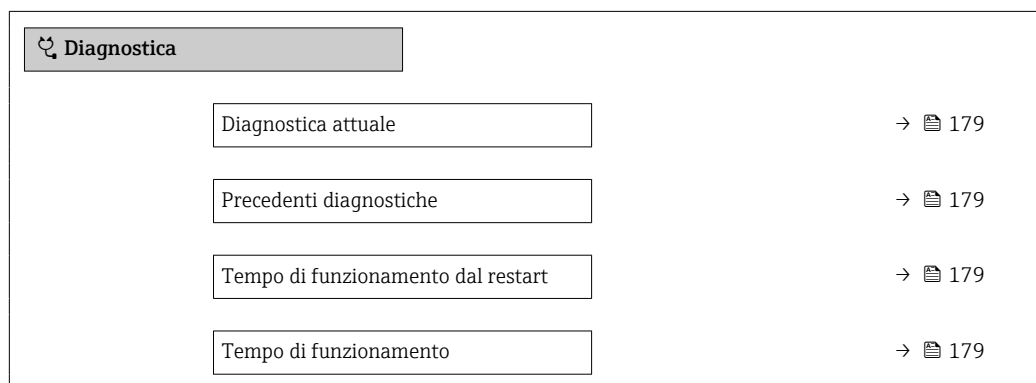 Diagnostica
Diagnostica attuale → 179
Precedenti diagnostiche → 179
Tempo di funzionamento dal restart → 179
Tempo di funzionamento → 179